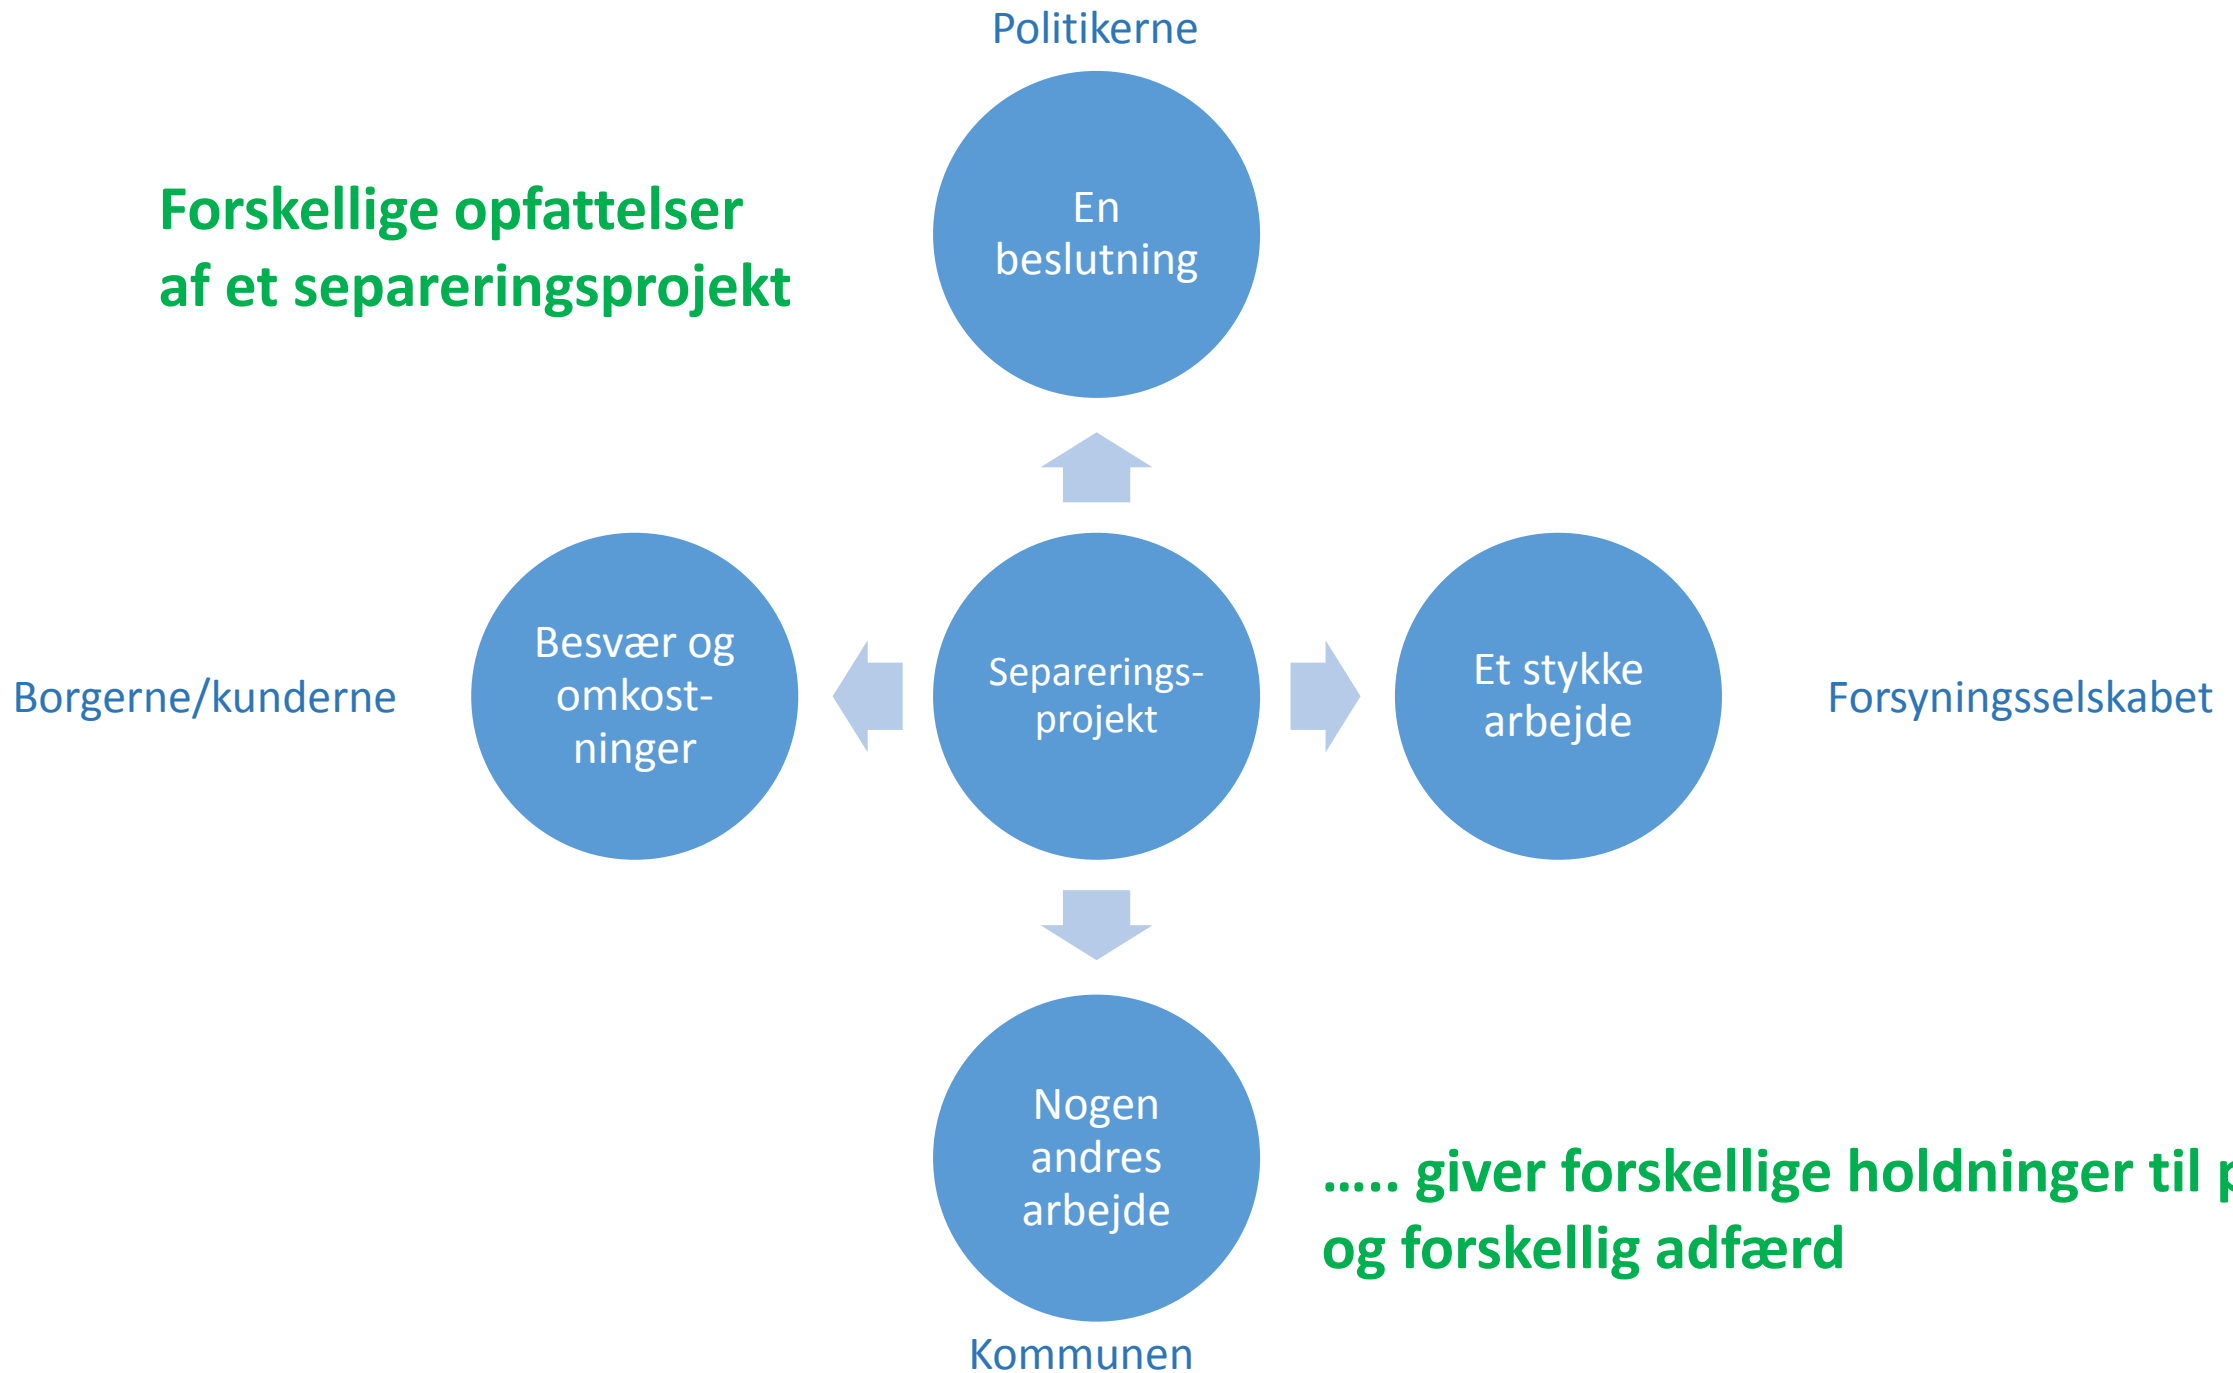 Politikerne
Forskellige opfattelser
af et separeringsprojekt
En
beslutning
Borgerne/kunderne
Besvær og
omkost-
ninger
Separerings-
projekt
Et stykke
arbejde
Forsyningsselskabet
Nogen
andres
arbejde
….. giver forskellige holdninger til
og forskellig adfærd
Kommunen